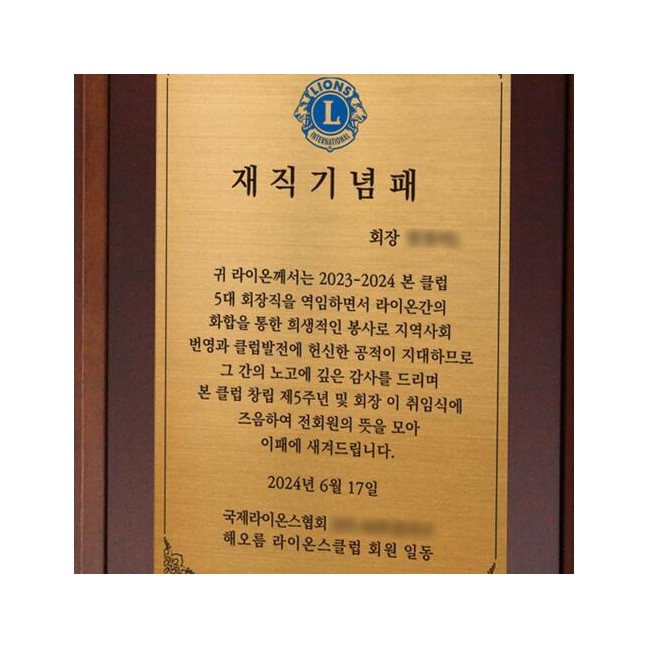 LIONS
L
INTERNATIONAL
재직기념패
회장
귀 라이온께서는 2023-2024 본 클럽
5대 회장직을 역임하면서 라이온간의
화합을 통한 희생적인 봉사로 지역사회
번영과 클럽발전에 헌신한 공적이 지대하므로
그 간의 노고에 깊은 감사를 드리며
본 클럽 창립 제5주년 및 회장 이 취임식에
즈음하여 전회원의 뜻을 모아
이패에 새겨드립니다.
2024년 6월 17일
국제라이온스협회
해오름 라이온스클럽 회원 일동